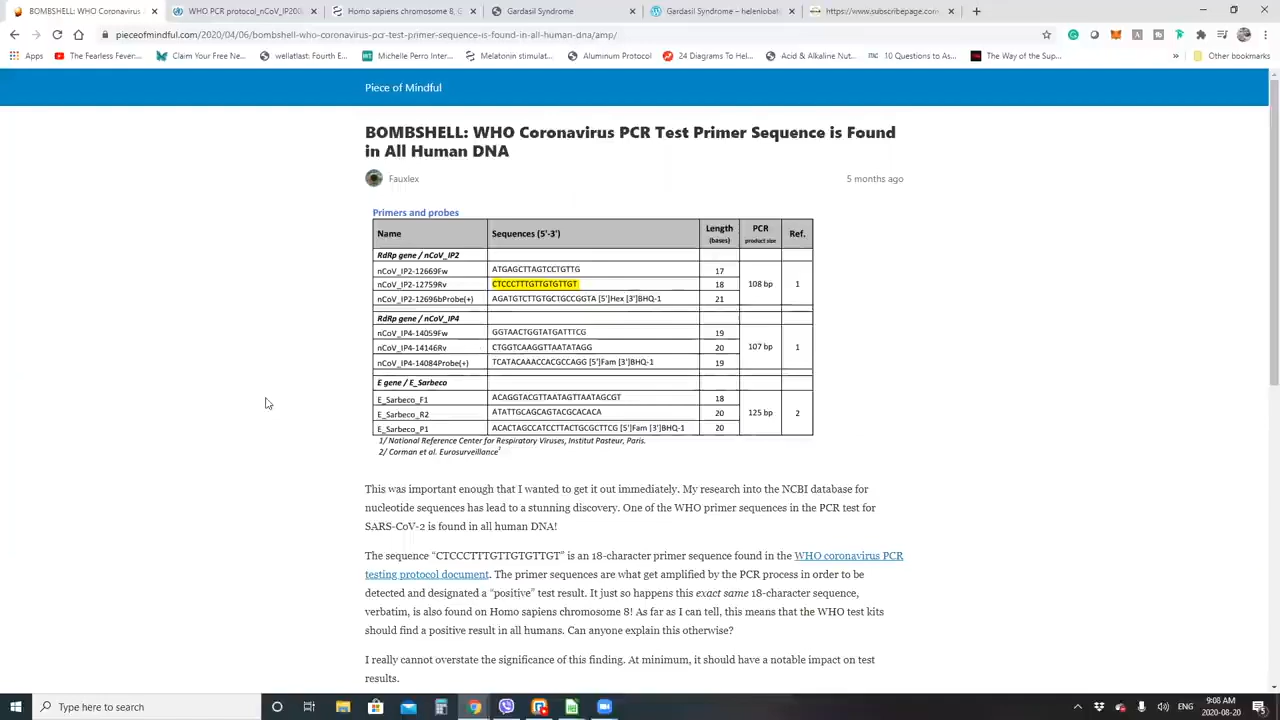 BOMBSHELL: WHO Coronavirus PC
WHO PCR protocol_nCoV_IP200
Homo sapiens chromosome 8, G
Gardasil Syndrome
Gardasil Syndrome – helenlobato
https://www.subscribepage.com
pieceofmindful.com/2020/04/06/bombshell-who-coronavirus-pcr-test-primer-sequence-is-found-in-all-human-dna/amp/
Apps
The Fearless Fever:...
Claim Your Free Ne...
wellatlast: Fourth E...
Michelle Perro Inter...
Melatonin stimulat...
Aluminum Protocol
24 Diagrams To Hel...
Acid & Alkaline Nut...
10 Questions to As...
The Way of the Sup...
»
Other bookmarks
Piece of Mindful
BOMBSHELL: WHO Coronavirus PCR Test Primer Sequence is Found
in All Human DNA
Fauxlex
5 months ago
Primers and probes
Name Sequences (5'-3') Length (bases) PCR product size Ref.
RdRp gene / nCoV_IP2
nCoV_IP2-12669Fw ATGAGCTTAGTCCTGTTG 17
nCoV_IP2-12759Rv CTCCCTTTGTTGTGTTGT 18 108 bp 1
nCoV_IP2-12696bProbe(+) AGATGTCTTGTGCTGCCGGTA [5']Hex [3']BHQ-1 21
RdRp gene / nCoV_IP4
nCoV_IP4-14059Fw GGTAACTGGTATGATTTCG 19
nCoV_IP4-14146Rv CTGGTCAAGGTTAATATAGG 20 107 bp 1
nCoV_IP4-14084Probe(+) TCATACAAACCACGCCAGG [5']Fam [3']BHQ-1 19
E gene / E_Sarbeco
E_Sarbeco_F1 ACAGGTACGTTAATAGTTAATAGCGT 18
E_Sarbeco_R2 ATATTGCAGCAGTACGCACACA 20 125 bp 2
E_Sarbeco_P1 ACACTAGCCATCCTTACTGCGCTTCG [5']Fam [3']BHQ-1 20
1/ National Reference Center for Respiratory Viruses, Institut Pasteur, Paris.
2/ Corman et al. Eurosurveillance1
This was important enough that I wanted to get it out immediately. My research into the NCBI database for
nucleotide sequences has lead to a stunning discovery. One of the WHO primer sequences in the PCR test for
SARS-CoV-2 is found in all human DNA!
The sequence “CTCCCTTTGTTGTGTTGT” is an 18-character primer sequence found in the WHO coronavirus PCR
testing protocol document. The primer sequences are what get amplified by the PCR process in order to be
detected and designated a “positive” test result. It just so happens this exact same 18-character sequence,
verbatim, is also found on Homo sapiens chromosome 8! As far as I can tell, this means that the WHO test kits
should find a positive result in all humans. Can anyone explain this otherwise?
I really cannot overstate the significance of this finding. At minimum, it should have a notable impact on test
results.
Type here to search
ENG
9:08 AM
2020-08-20